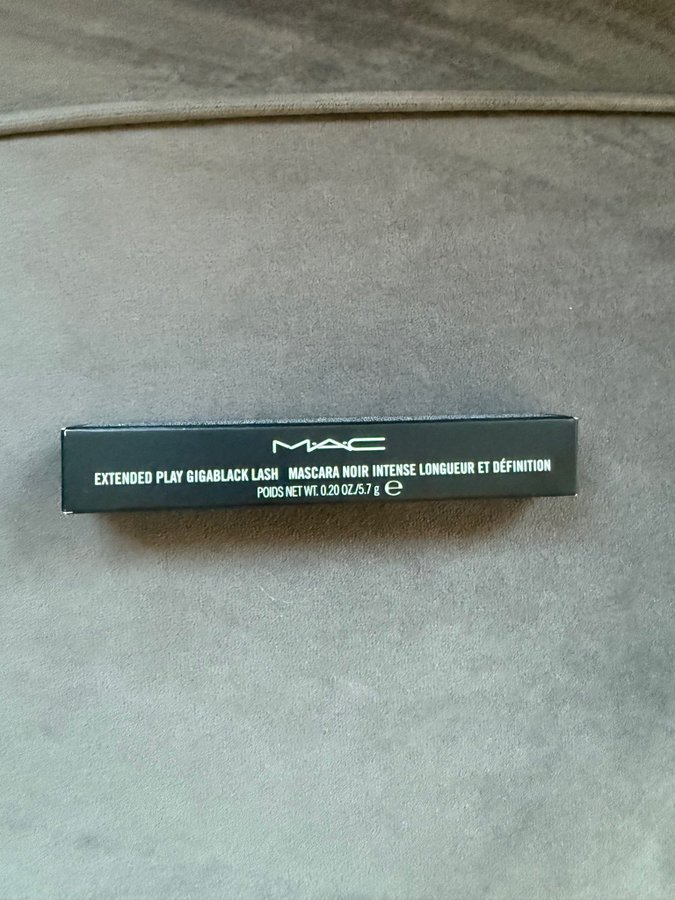 M·A·C
EXTENDED PLAY GIGABLACK LASH MASCARA NOIR INTENSE LONGUEUR ET DÉFINITION
POIDS NET WT. 0.20 OZ./5.7 g ℮